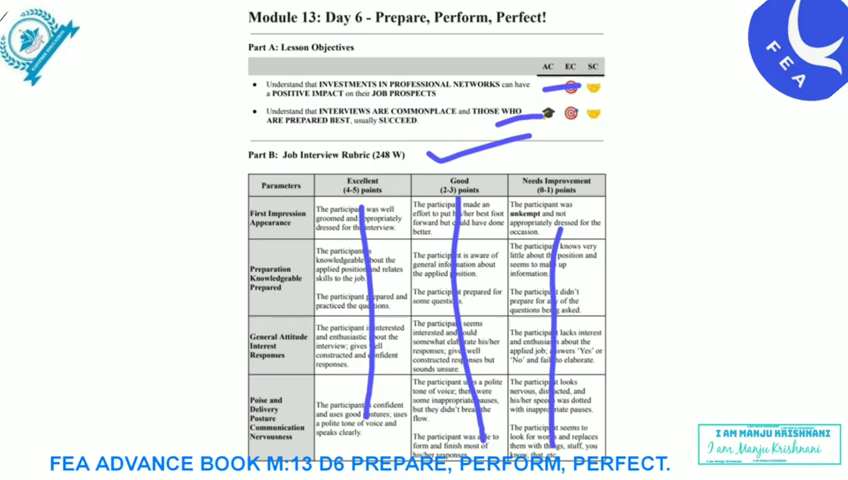 Module 13: Day 6 - Prepare, Perform, Perfect!
Part A: Lesson Objectives
AC EC SC
Understand that INVESTMENTS IN PROFESSIONAL NETWORKS can have
a POSITIVE IMPACT on their JOB PROSPECTS
Understand that INTERVIEWS ARE COMMONPLACE and THOSE WHO
ARE PREPARED BEST, usually SUCCEED
Part B: Job Interview Rubric (248 W)
Parameters
Excellent
(4-5) points
Good
(2-3) points
Needs Improvement
(0-1) points
First Impression
Appearance
The participant was well
groomed and appropriately
dressed for the interview.
The participant made an
effort to put his/her best foot
forward but could have done
better.
The participant was
unkempt and not
appropriately dressed for the
occasion.
Preparation
Knowledgeable
Prepared
The participant is
knowledgeable about the
applied position and relates
skills to the job.
The participant prepared and
practiced the questions.
The participant is aware of
general information about
the applied position.
The participant prepared for
some questions.
The participant knows very
little about the position and
seems to make up
information.
The participant didn't
prepare for any of the
questions being asked.
General Attitude
Interest
Responses
The participant is interested
and enthusiastic about the
interview; gives well
constructed and confident
responses.
The participant seems
interested and could
somewhat elaborate his/her
responses; gives well
constructed responses but
sounds unsure.
The participant lacks interest
and enthusiasm about the
applied job; answers 'Yes' or
'No' and fails to elaborate.
Poise and
Delivery
Posture
Communication
Nervousness
The participant is confident
and uses good postures; uses
a polite tone of voice and
speaks clearly.
The participant uses a polite
tone of voice; there were
some inappropriate pauses,
but they didn't break the
flow.
The participant was able to
form and finish most of
his/her responses.
The participant looks
nervous, distracted, and
his/her speech was dotted
with inappropriate pauses.
The participant seems to
look for words and replaces
them with things, stuff, you
know, that, etc.
FEA
I AM MANJU KRISHNANI
I am Manju Krishnani
FEA ADVANCE BOOK M:13 D6 PREPARE, PERFORM, PERFECT.